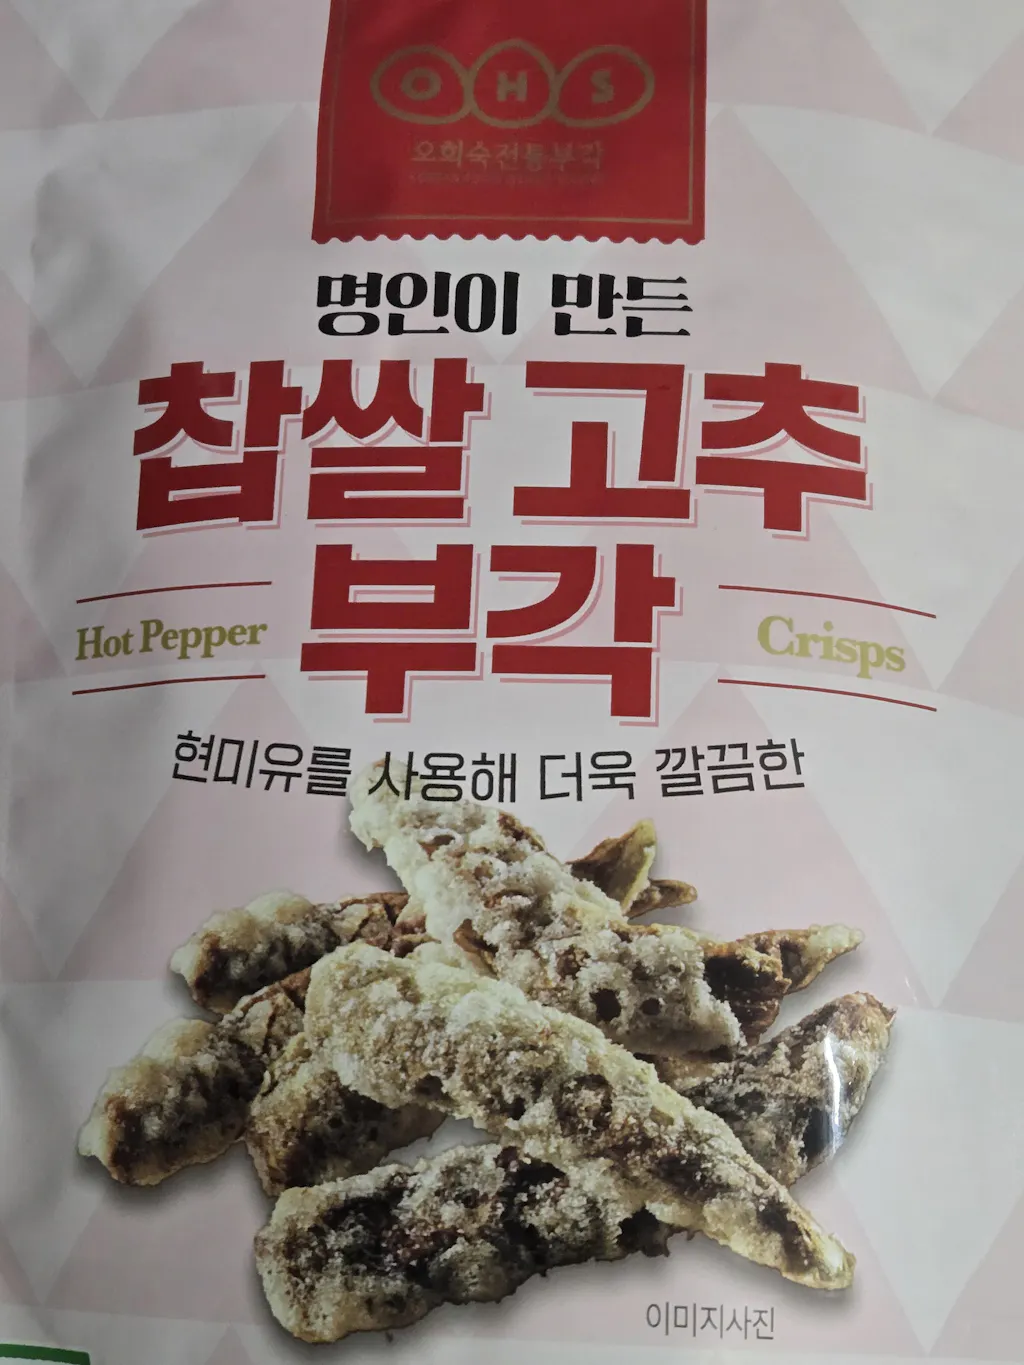 OHS
오희숙전통부각
명인이 만든
찹쌀 고추
부각
Hot Pepper
Crisps
현미유를 사용해 더욱 깔끔한
이미지사진